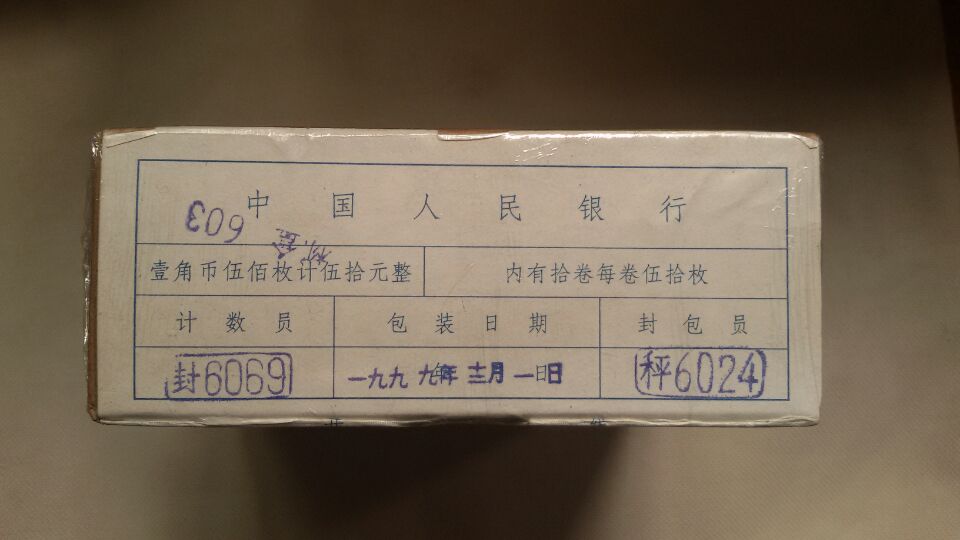 中国人民银行
603
壹角币伍佰枚计伍拾元整 内有拾卷每卷伍拾枚
计数员 包装日期 封包员
封6069 一九九九年十二月一日 秤6024